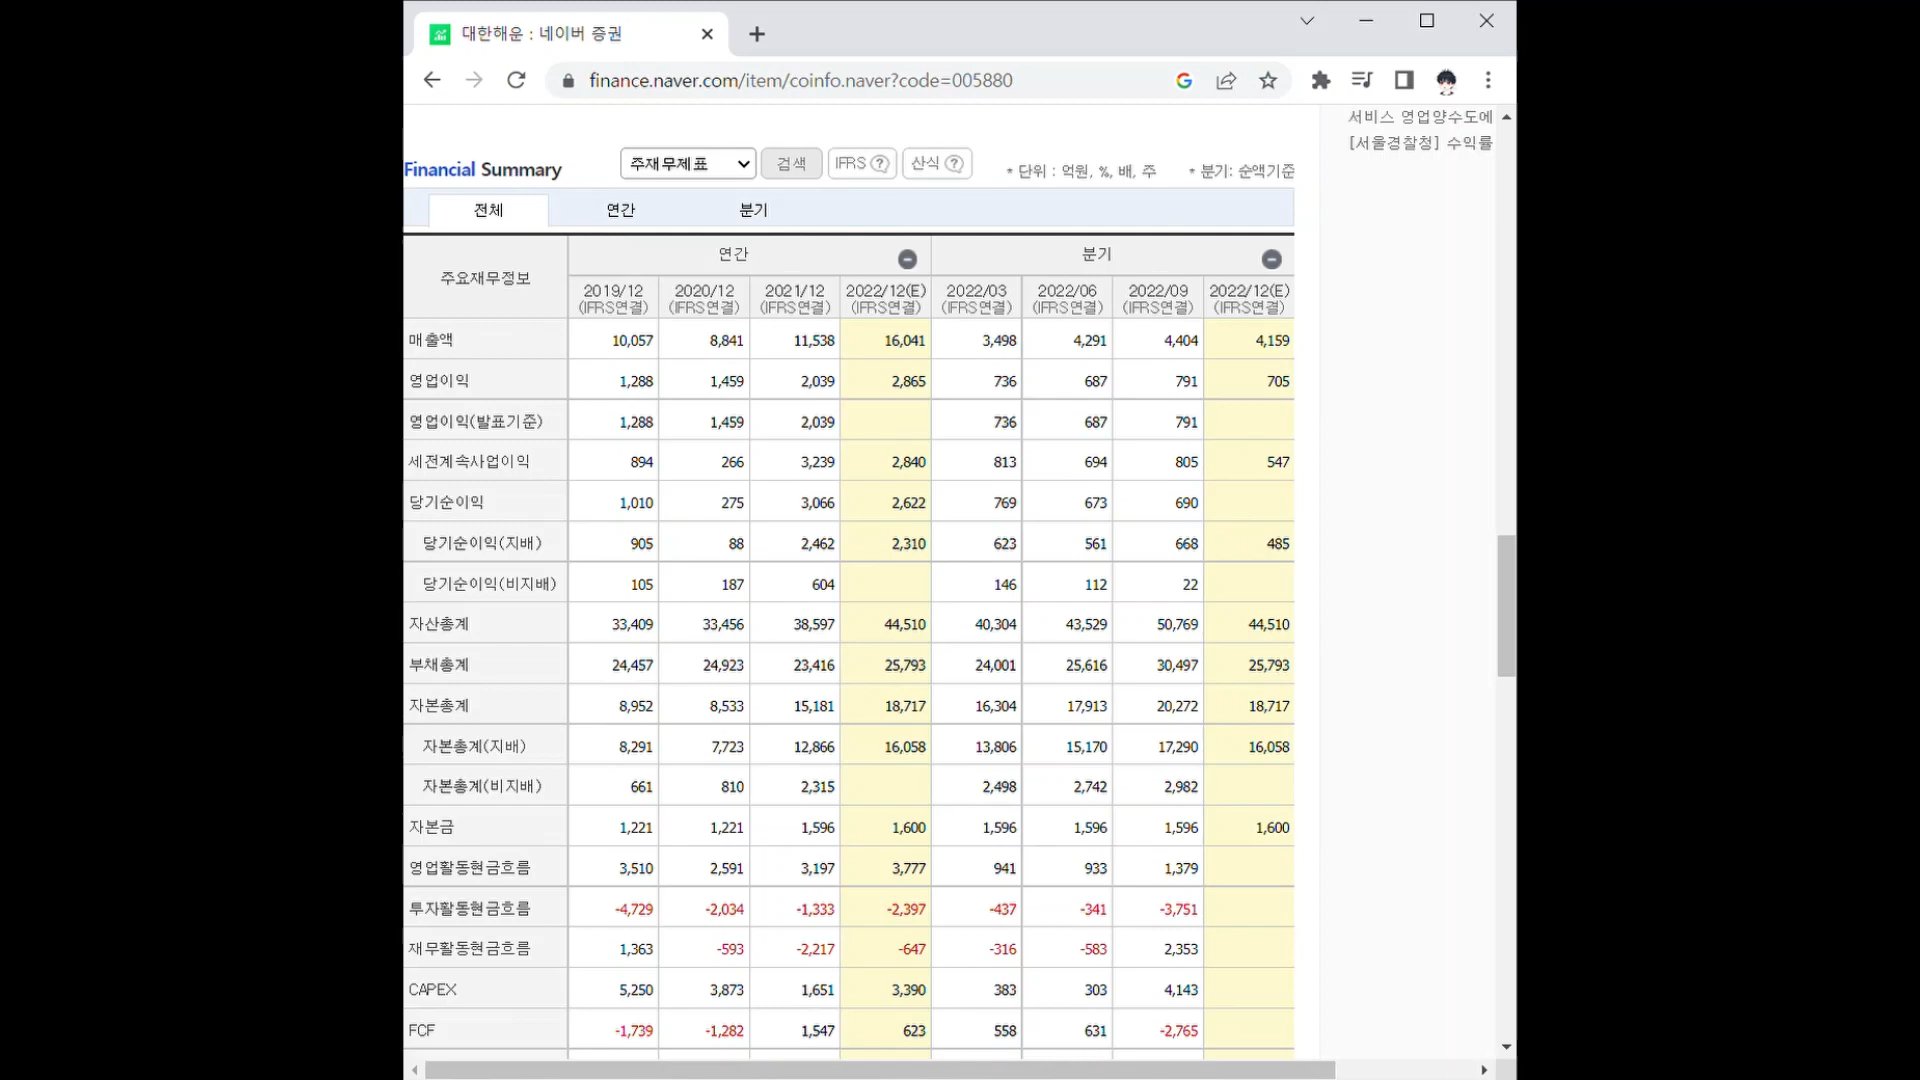 대한해운 : 네이버 증권
finance.naver.com/item/coinfo.naver?code=005880
서비스 영업양수도에
[서울경찰청] 수익률
Financial Summary 주재무제표 검색 IFRS ? 산식 ? * 단위 : 억원, %, 배, 주 * 분기: 순액기준
전체 연간 분기
주요재무정보 연간 분기
2019/12 2020/12 2021/12 2022/12(E) 2022/03 2022/06 2022/09 2022/12(E)
(IFRS연결) (IFRS연결) (IFRS연결) (IFRS연결) (IFRS연결) (IFRS연결) (IFRS연결) (IFRS연결)
매출액 10,057 8,841 11,538 16,041 3,498 4,291 4,404 4,159
영업이익 1,288 1,459 2,039 2,865 736 687 791 705
영업이익(발표기준) 1,288 1,459 2,039 736 687 791
세전계속사업이익 894 266 3,239 2,840 813 694 805 547
당기순이익 1,010 275 3,066 2,622 769 673 690
당기순이익(지배) 905 88 2,462 2,310 623 561 668 485
당기순이익(비지배) 105 187 604 146 112 22
자산총계 33,409 33,456 38,597 44,510 40,304 43,529 50,769 44,510
부채총계 24,457 24,923 23,416 25,793 24,001 25,616 30,497 25,793
자본총계 8,952 8,533 15,181 18,717 16,304 17,913 20,272 18,717
자본총계(지배) 8,291 7,723 12,866 16,058 13,806 15,170 17,290 16,058
자본총계(비지배) 661 810 2,315 2,498 2,742 2,982
자본금 1,221 1,221 1,596 1,600 1,596 1,596 1,596 1,600
영업활동현금흐름 3,510 2,591 3,197 3,777 941 933 1,379
투자활동현금흐름 -4,729 -2,034 -1,333 -2,397 -437 -341 -3,751
재무활동현금흐름 1,363 -593 -2,217 -647 -316 -583 2,353
CAPEX 5,250 3,873 1,651 3,390 383 303 4,143
FCF -1,739 -1,282 1,547 623 558 631 -2,765